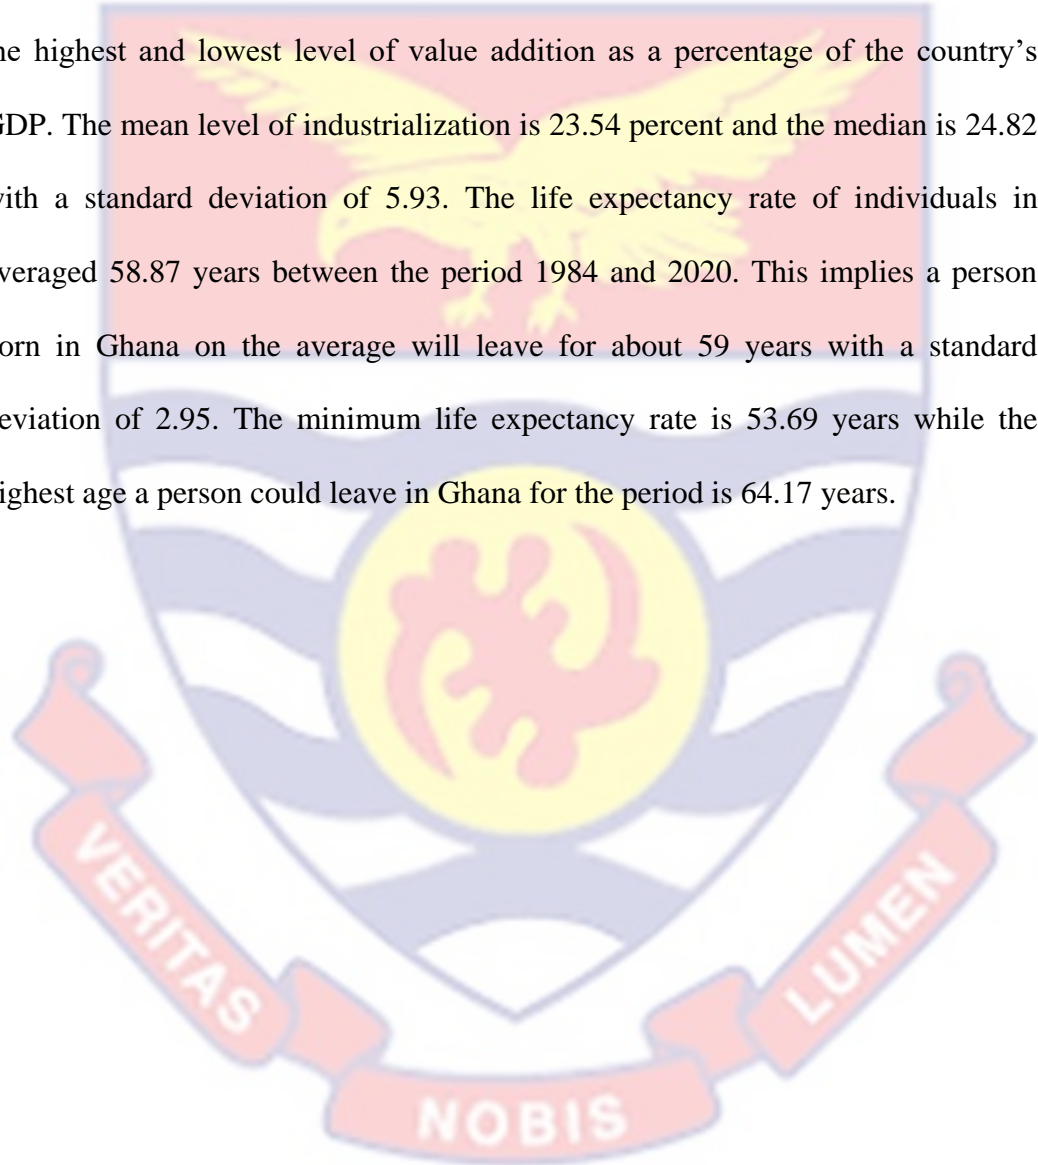 he highest and lowest level of value addition as a percentage of the country’s
GDP. The mean level of industrialization is 23.54 percent and the median is 24.82
with a standard deviation of 5.93. The life expectancy rate of individuals in
averaged 58.87 years between the period 1984 and 2020. This implies a person
orn in Ghana on the average will leave for about 59 years with a standard
eviation of 2.95. The minimum life expectancy rate is 53.69 years while the
ighest age a person could leave in Ghana for the period is 64.17 years.
VERITAS
NOBIS
LUMEN